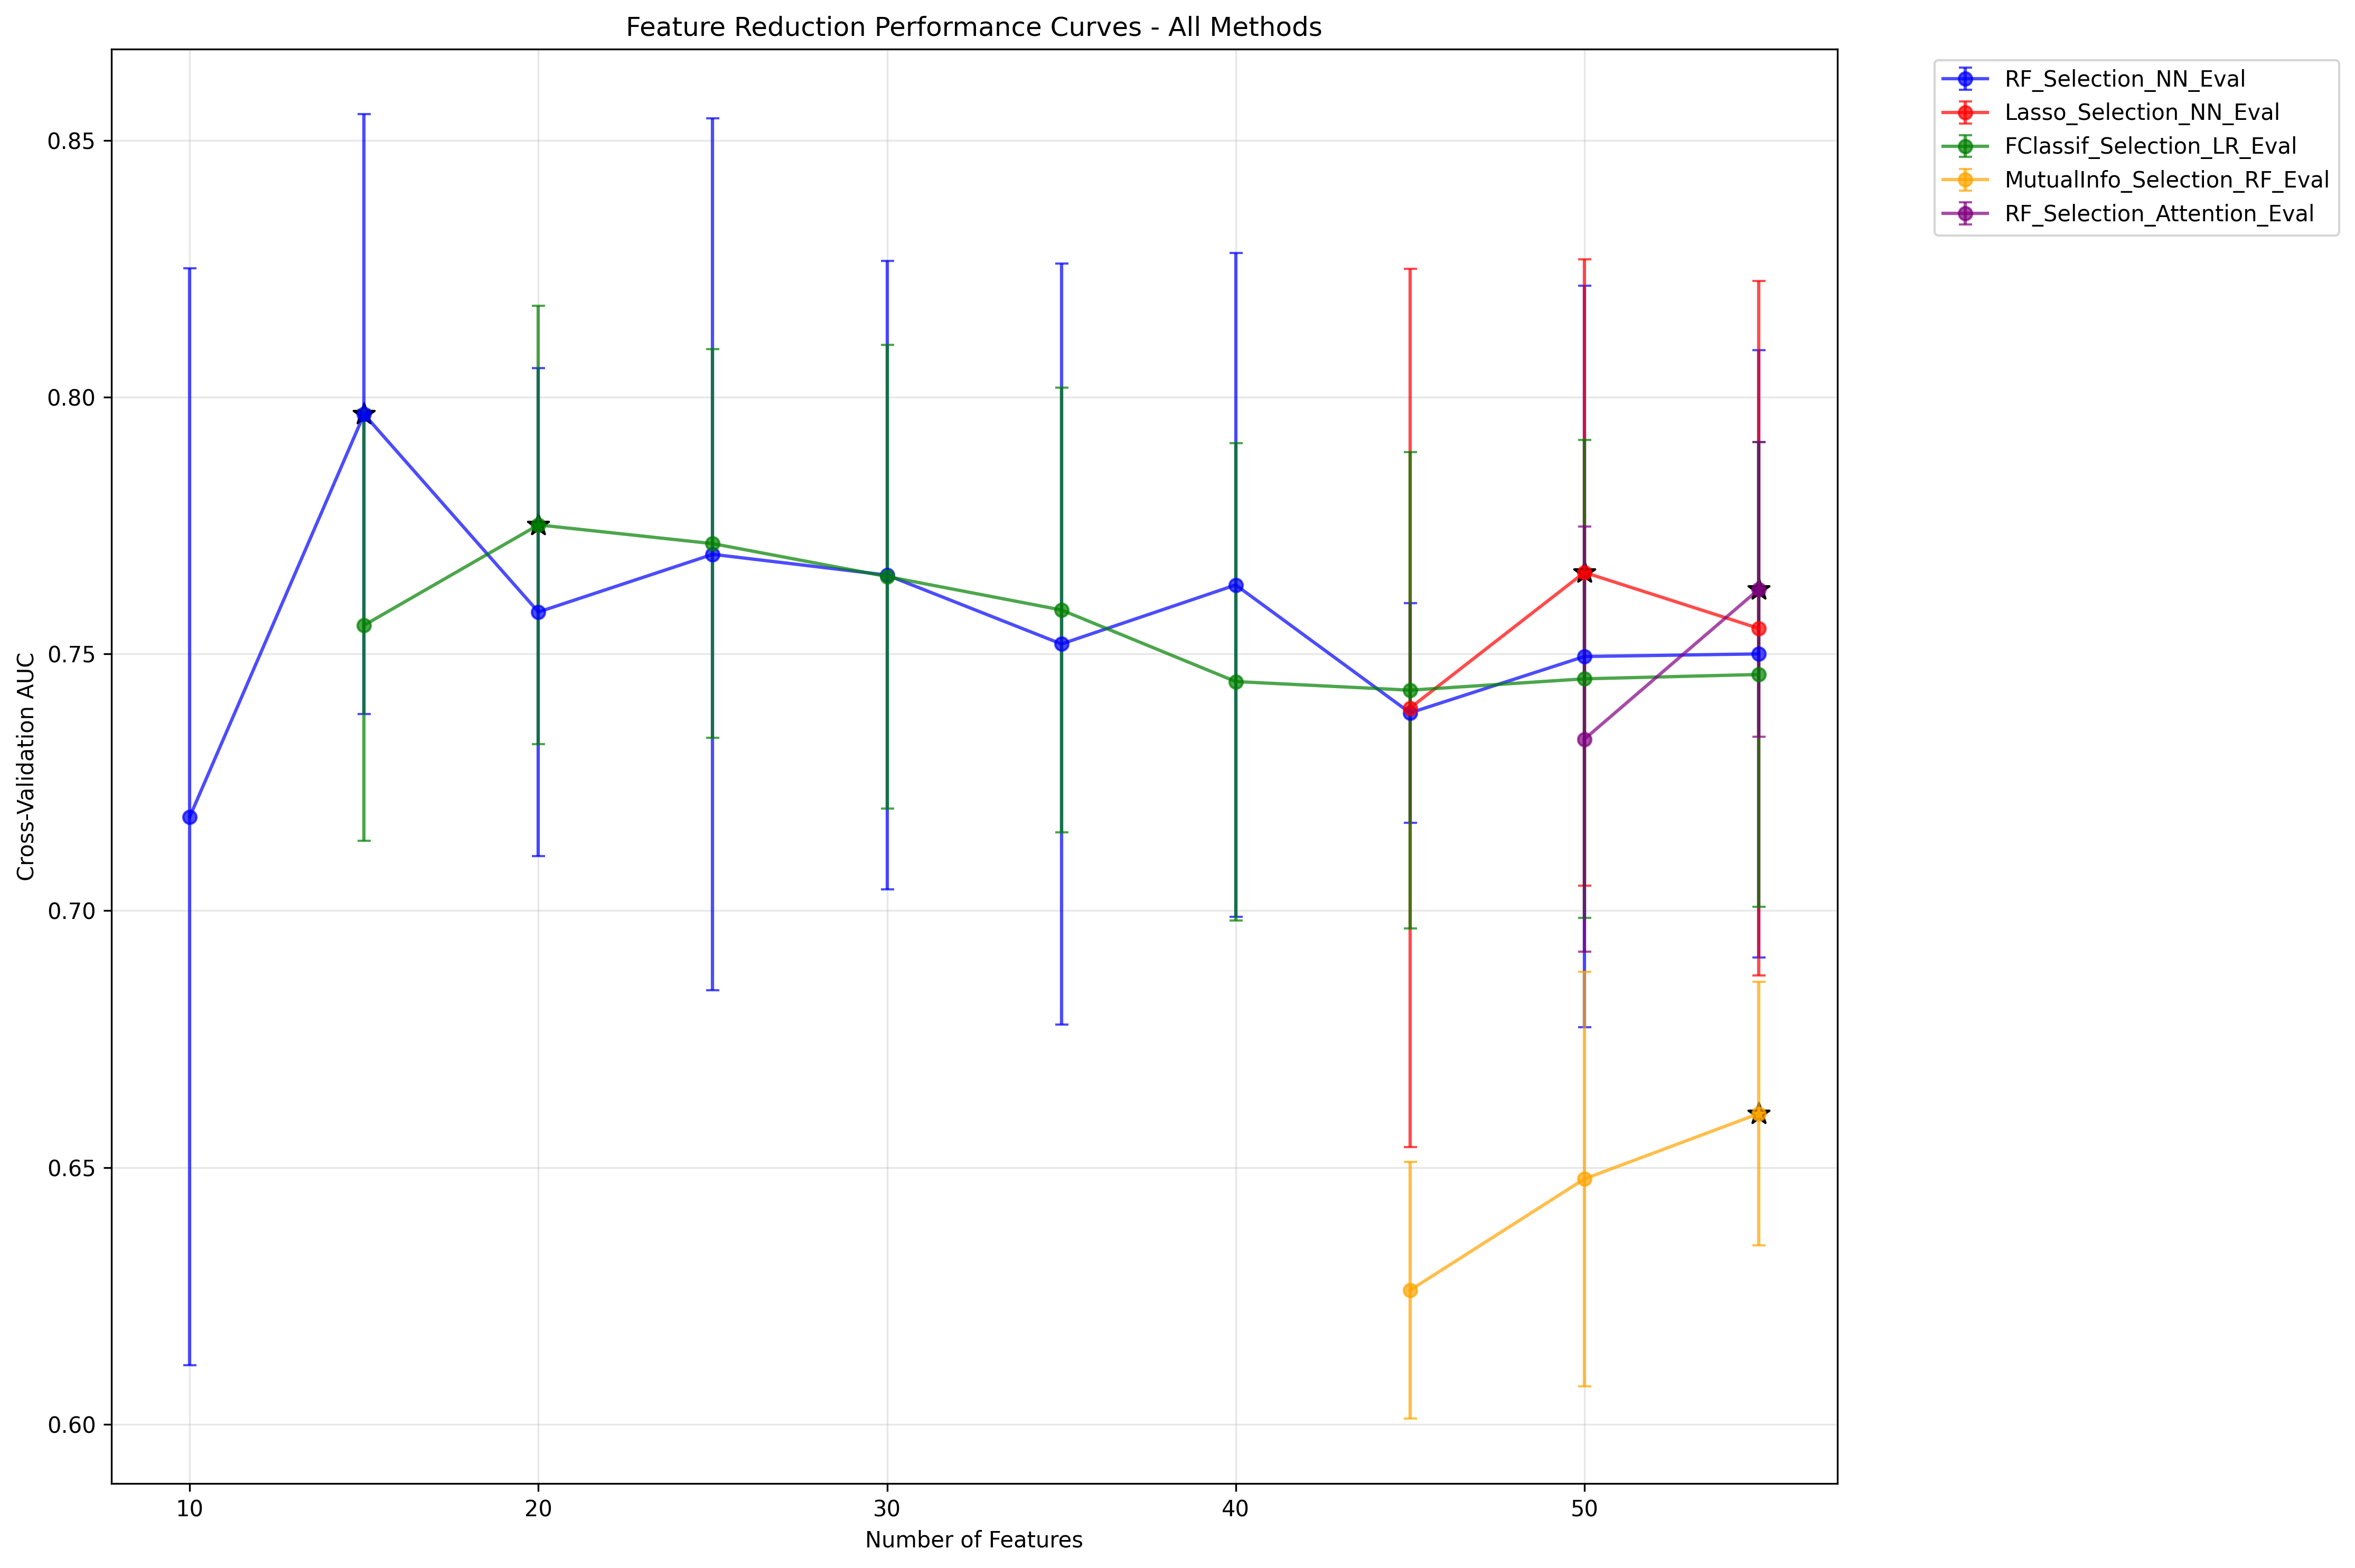 Feature Reduction Performance Curves - All Methods
RF_Selection_NN_Eval
Lasso_Selection_NN_Eval
FClassif_Selection_LR_Eval
MutualInfo_Selection_RF_Eval
RF_Selection_Attention_Eval
Cross-Validation AUC
0.85
0.80
0.75
0.70
0.65
0.60
10 20 30 40 50
Number of Features